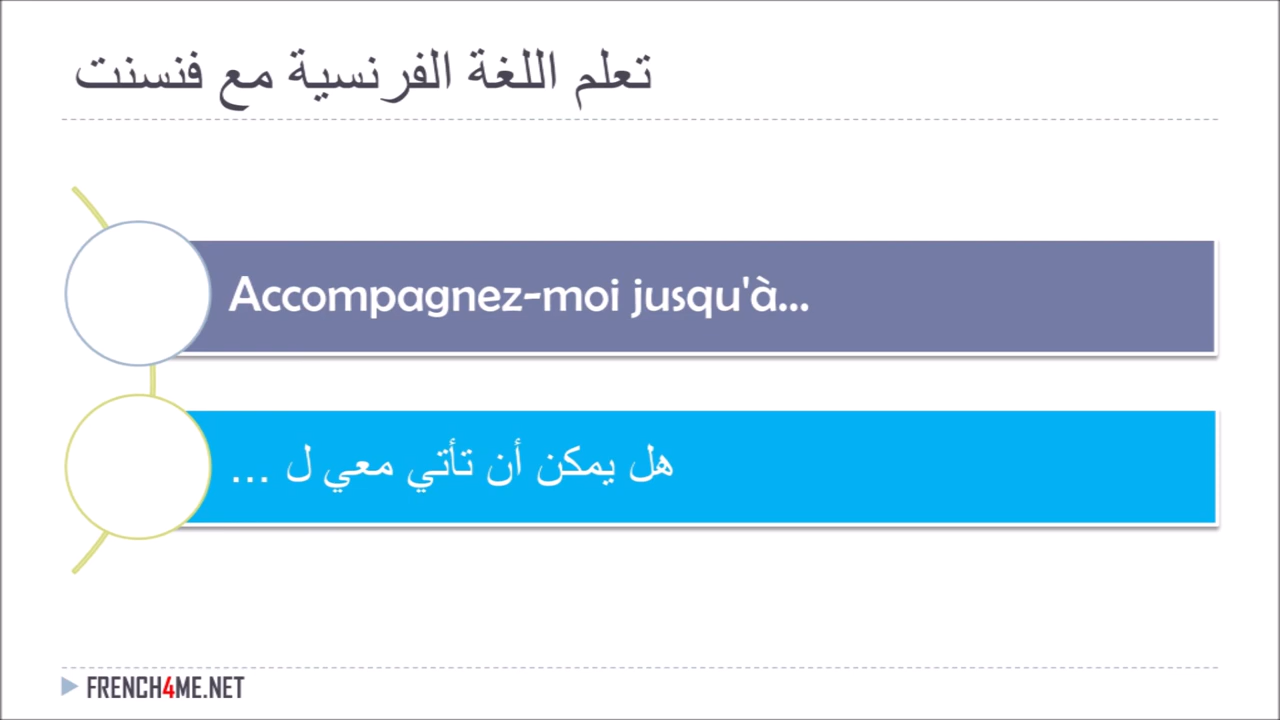 تعلم اللغة الفرنسية مع فنسنت
Accompagnez-moi jusqu'à...
هل يمكن أن تأتي معي ل ...
FRENCH4ME.NET